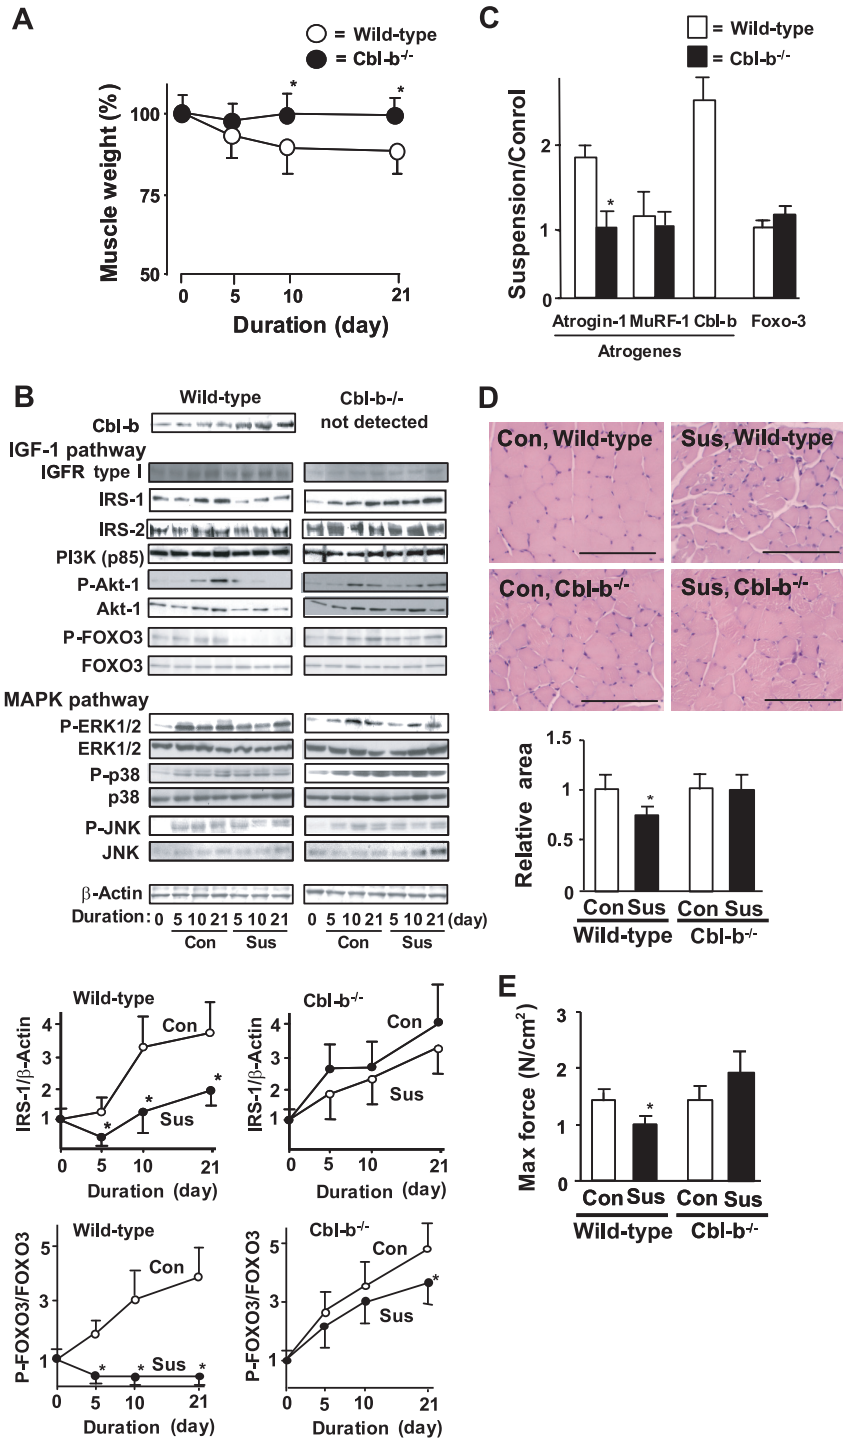 A
= Wild-type
= Cbl-b-/-
Muscle weight (%)
100
75
50
*
*
0 5 10 21
Duration (day)
C
= Wild-type
= Cbl-b-/-
Suspension/Conrol
2
1
0
*
Atrogin-1 MuRF-1 Cbl-b Foxo-3
Atrogenes
B
Wild-type
Cbl-b-/-
not detected
Cbl-b
IGF-1 pathway
IGFR type I
IRS-1
IRS-2
PI3K (p85)
P-Akt-1
Akt-1
P-FOXO3
FOXO3
MAPK pathway
P-ERK1/2
ERK1/2
P-p38
p38
P-JNK
JNK
β-Actin
Duration: 0 5 10 21 5 10 21 0 5 10 21 5 10 21 (day)
Con Sus Con Sus
Wild-type
IRS-1/β-Actin
4
3
2
1
Con
Sus
* * *
0 5 10 21
Duration (day)
Cbl-b-/-
IRS-1/β-Actin
4
3
2
1
Con
Sus
0 5 10 21
Duration (day)
Wild-type
P-FOXO3/FOXO3
5
3
1
Con
Sus
* * *
0 5 10 21
Duration (day)
Cbl-b-/-
P-FOXO3/FOXO3
5
3
1
Con
Sus
*
0 5 10 21
Duration (day)
D
Con, Wild-type
Sus, Wild-type
Con, Cbl-b-/-
Sus, Cbl-b-/-
Relative area
1.5
1
0.5
0
*
Con Sus Con Sus
Wild-type Cbl-b-/-
E
Max force (N/cm2)
3
2
1
0
*
Con Sus Con Sus
Wild-type Cbl-b-/-